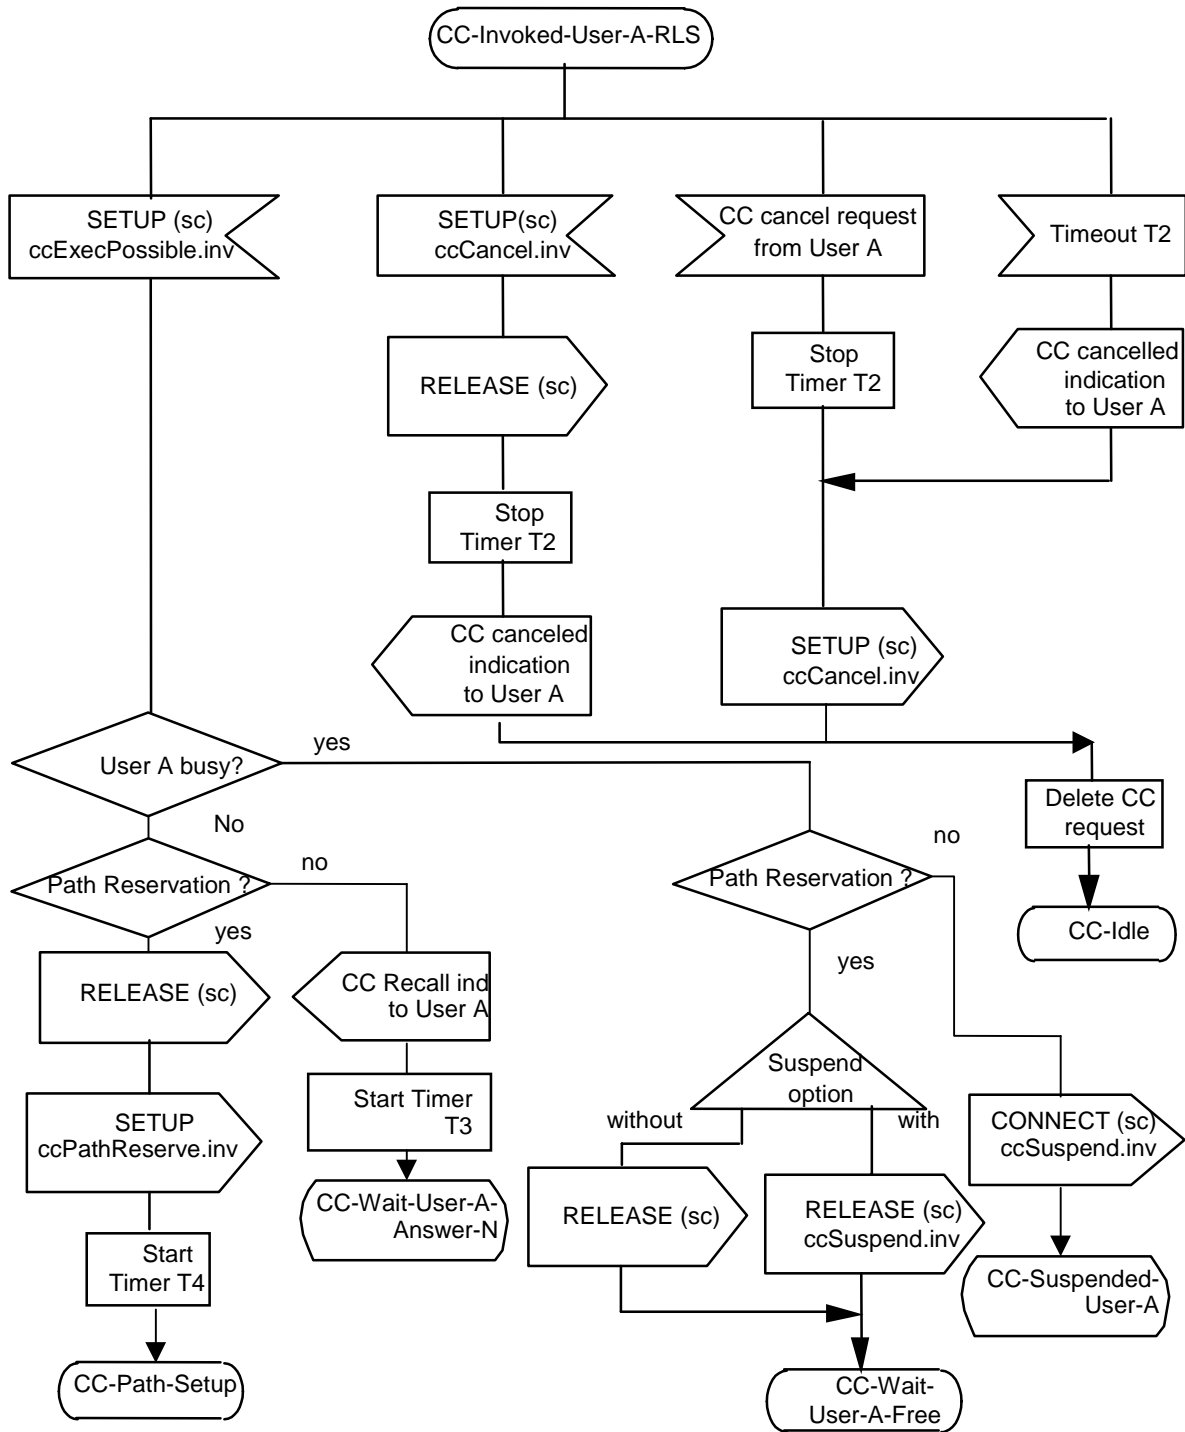 CC-Invoked-User-A-RLS
SETUP (sc)
ccExecPossible.inv
SETUP(sc)
ccCancel.inv
CC cancel request
from User A
Timeout T2
RELEASE (sc)
Stop
Timer T2
CC cancelled
indication
to User A
Stop
Timer T2
CC canceled
indication
to User A
SETUP (sc)
ccCancel.inv
User A busy?
yes
No
Delete CC
request
CC-Idle
Path Reservation ?
no
yes
Path Reservation ?
no
yes
RELEASE (sc)
CC Recall ind
to User A
Suspend
option
without
with
SETUP
ccPathReserve.inv
Start Timer
T3
CONNECT (sc)
ccSuspend.inv
CC-Wait-User-A-
Answer-N
RELEASE (sc)
RELEASE (sc)
ccSuspend.inv
Start
Timer T4
CC-Suspended-
User-A
CC-Path-Setup
CC-Wait-
User-A-Free